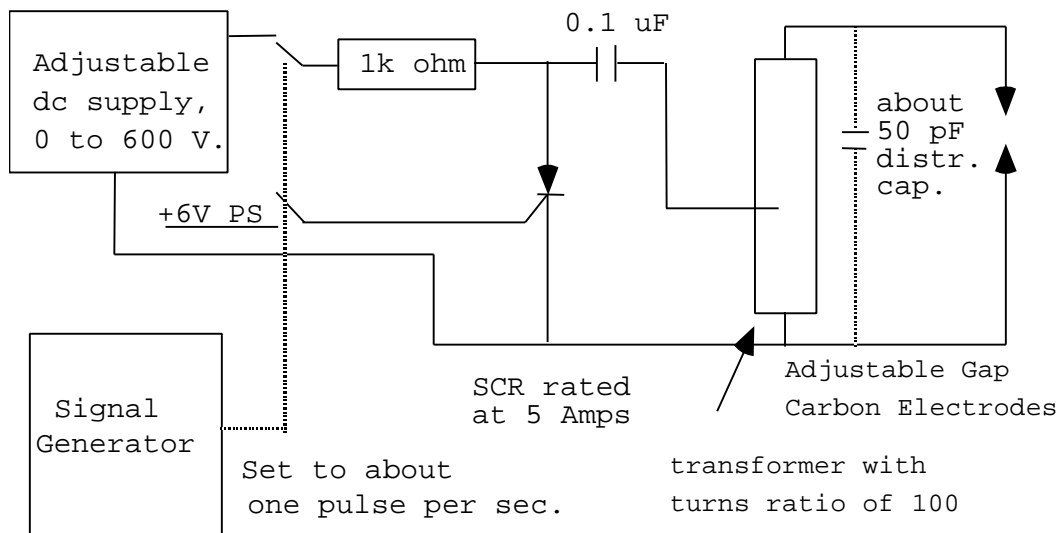 Adjustable
dc supply,
0 to 600 V.
1k ohm
0.1 uF
about
50 pF
distr.
cap.
+6V PS
SCR rated
at 5 Amps
Adjustable Gap
Carbon Electrodes
Signal
Generator
Set to about
one pulse per sec.
transformer with
turns ratio of 100